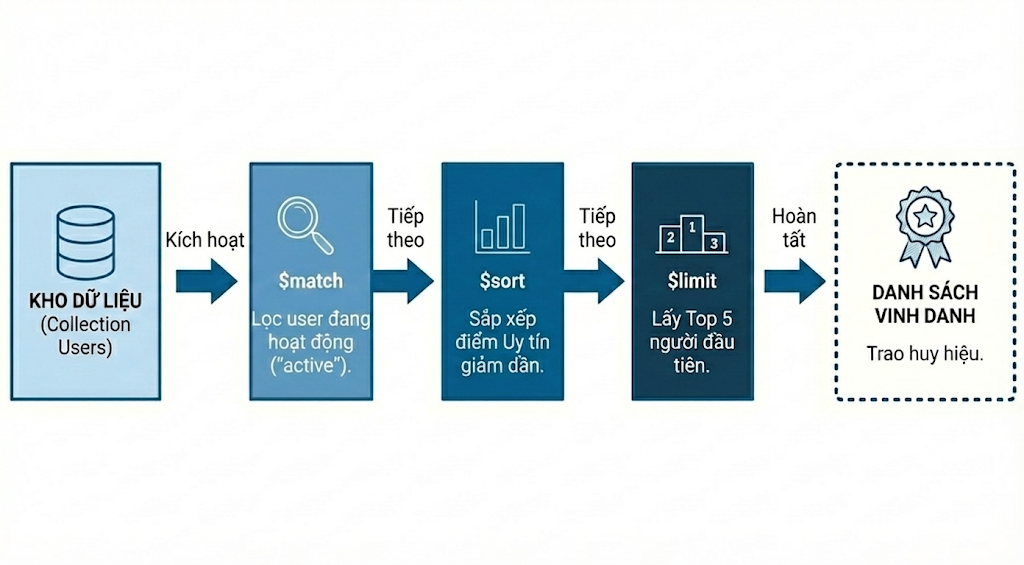 KHO DỮ LIỆU
(Collection
Users)
Kích hoạt
$match
Lọc user đang
hoạt động
(“active”).
Tiếp
theo
$sort
Sắp xếp
điểm Uy tín
giảm dần.
Tiếp
theo
2
1
3
$limit
Lấy Top 5
người đầu
tiên.
Hoàn
tất
DANH SÁCH
VINH DANH
Trao huy hiệu.